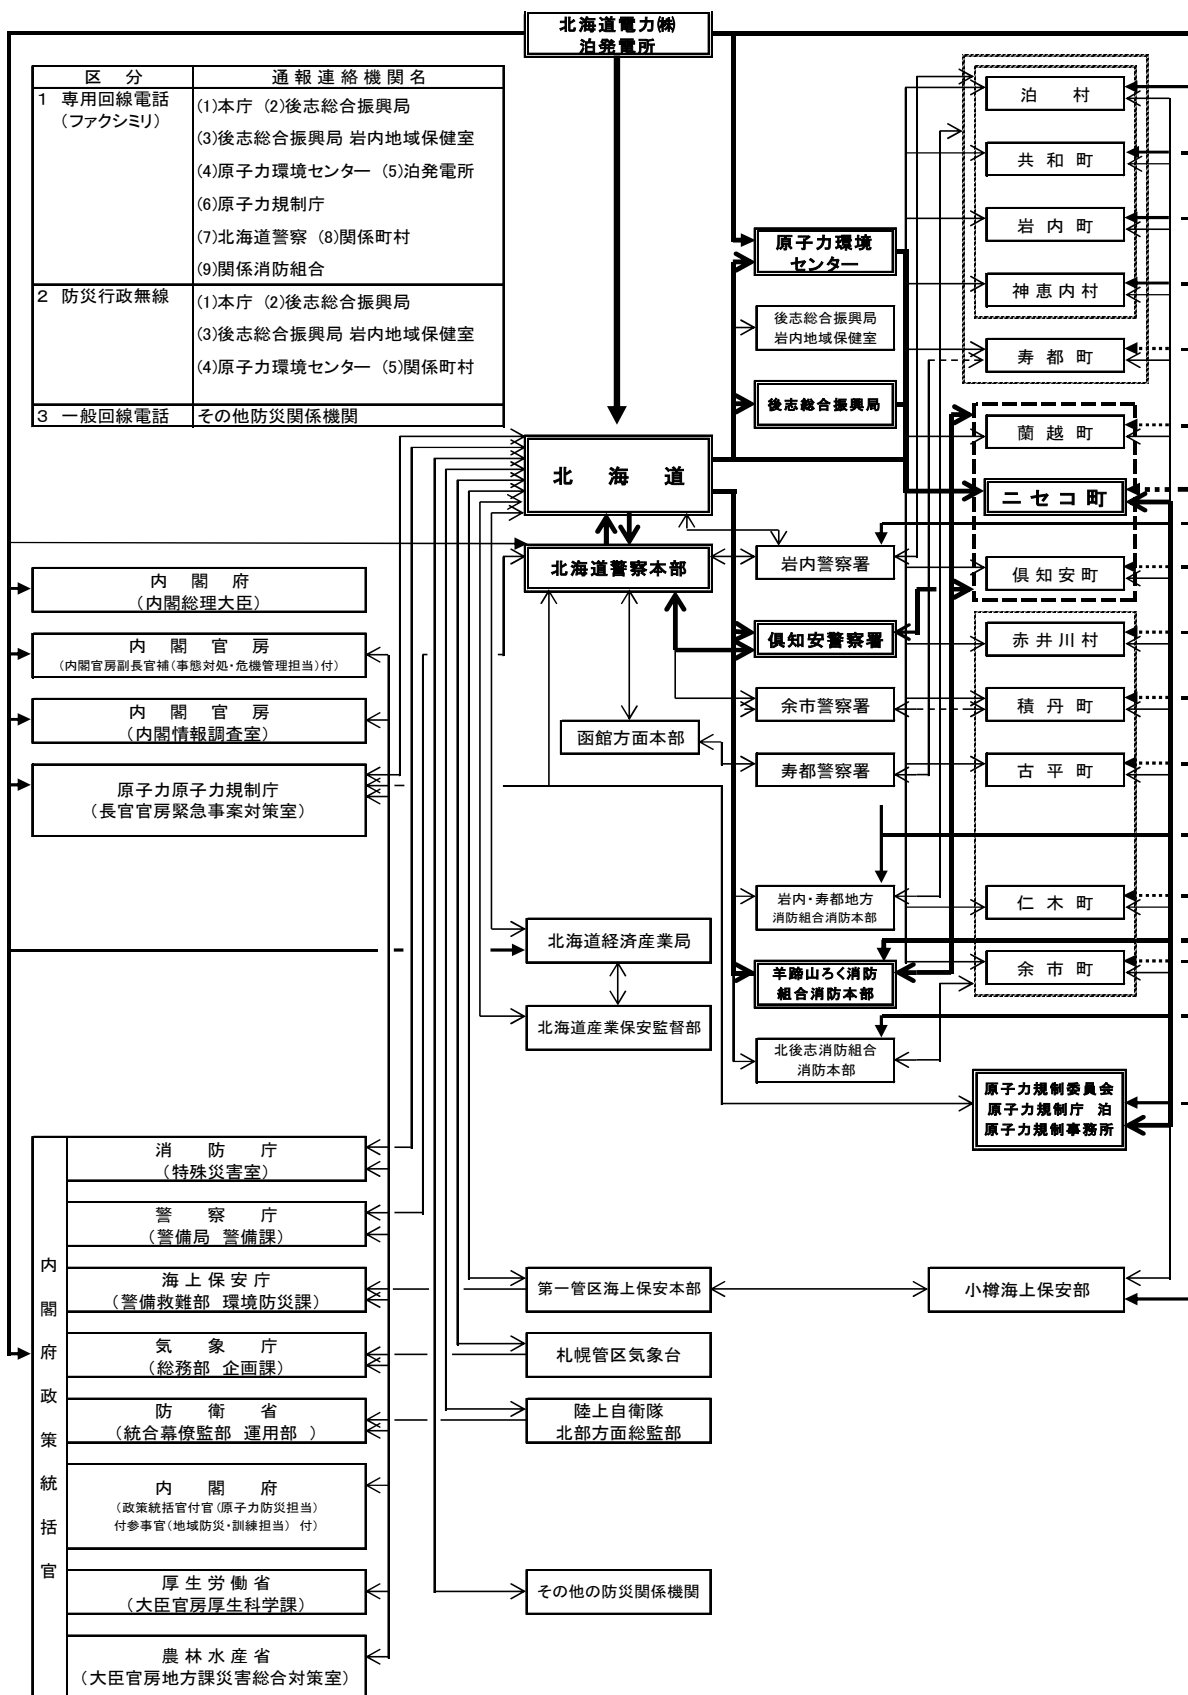 北海道電力㈱
泊発電所
区　分
通報連絡機関名
1　専用回線電話
（ファクシミリ）
(1)本庁 (2)後志総合振興局
(3)後志総合振興局 岩内地域保健室
(4)原子力環境センター (5)泊発電所
(6)原子力規制庁
(7)北海道警察 (8)関係町村
(9)関係消防組合
2　防災行政無線
(1)本庁 (2)後志総合振興局
(3)後志総合振興局 岩内地域保健室
(4)原子力環境センター (5)関係町村
3　一般回線電話
その他防災関係機関
泊　村
共和町
岩内町
神恵内村
寿都町
蘭越町
ニセコ町
倶知安町
赤井川村
積丹町
古平町
仁木町
余市町
原子力環境
センター
後志総合振興局
岩内地域保健室
後志総合振興局
北　海　道
北海道警察本部
岩内警察署
倶知安警察署
余市警察署
函館方面本部
寿都警察署
内　閣　府
（内閣総理大臣）
内　閣　官　房
（内閣官房副長官補（事態対処・危機管理担当）付）
内　閣　官　房
（内閣情報調査室）
原子力原子力規制庁
（長官官房緊急事案対策室）
岩内・寿都地方
消防組合消防本部
北海道経済産業局
羊蹄山ろく消防
組合消防本部
北海道産業保安監督部
北後志消防組合
消防本部
原子力規制委員会
原子力規制庁　泊
原子力規制事務所
内閣府政策統括官
消　防　庁
（特殊災害室）
警　察　庁
（警備局　警備課）
海上保安庁
（警備救難部　環境防災課）
気　象　庁
（総務部　企画課）
防　衛　省
（統合幕僚監部　運用部　）
内　閣　府
（政策統括官付官（原子力防災担当）
付参事官（地域防災・訓練担当）　付）
厚生労働省
（大臣官房厚生科学課）
農林水産省
（大臣官房地方課災害総合対策室）
第一管区海上保安本部
小樽海上保安部
札幌管区気象台
陸上自衛隊
北部方面総監部
その他の防災関係機関